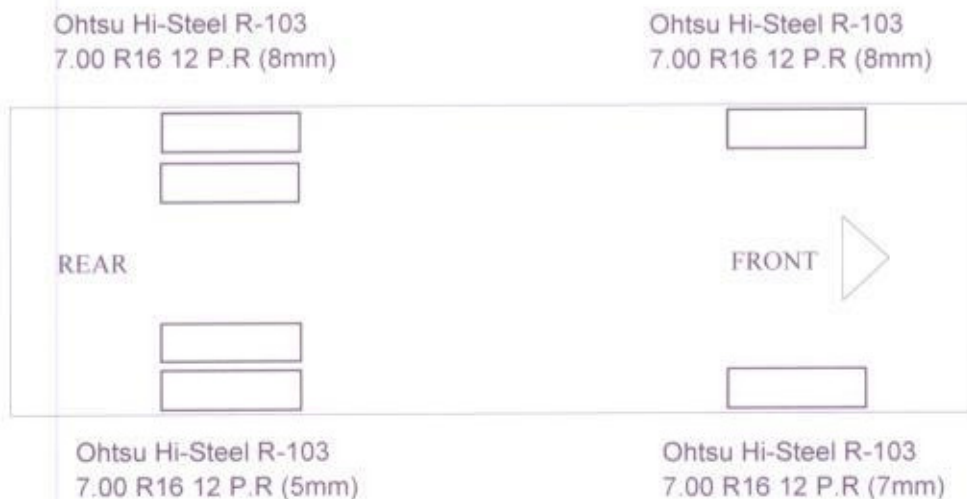 Ohtsu Hi-Steel R-103
7.00 R16 12 P.R (8mm)
Ohtsu Hi-Steel R-103
7.00 R16 12 P.R (8mm)
REAR
FRONT
Ohtsu Hi-Steel R-103
7.00 R16 12 P.R (5mm)
Ohtsu Hi-Steel R-103
7.00 R16 12 P.R (7mm)